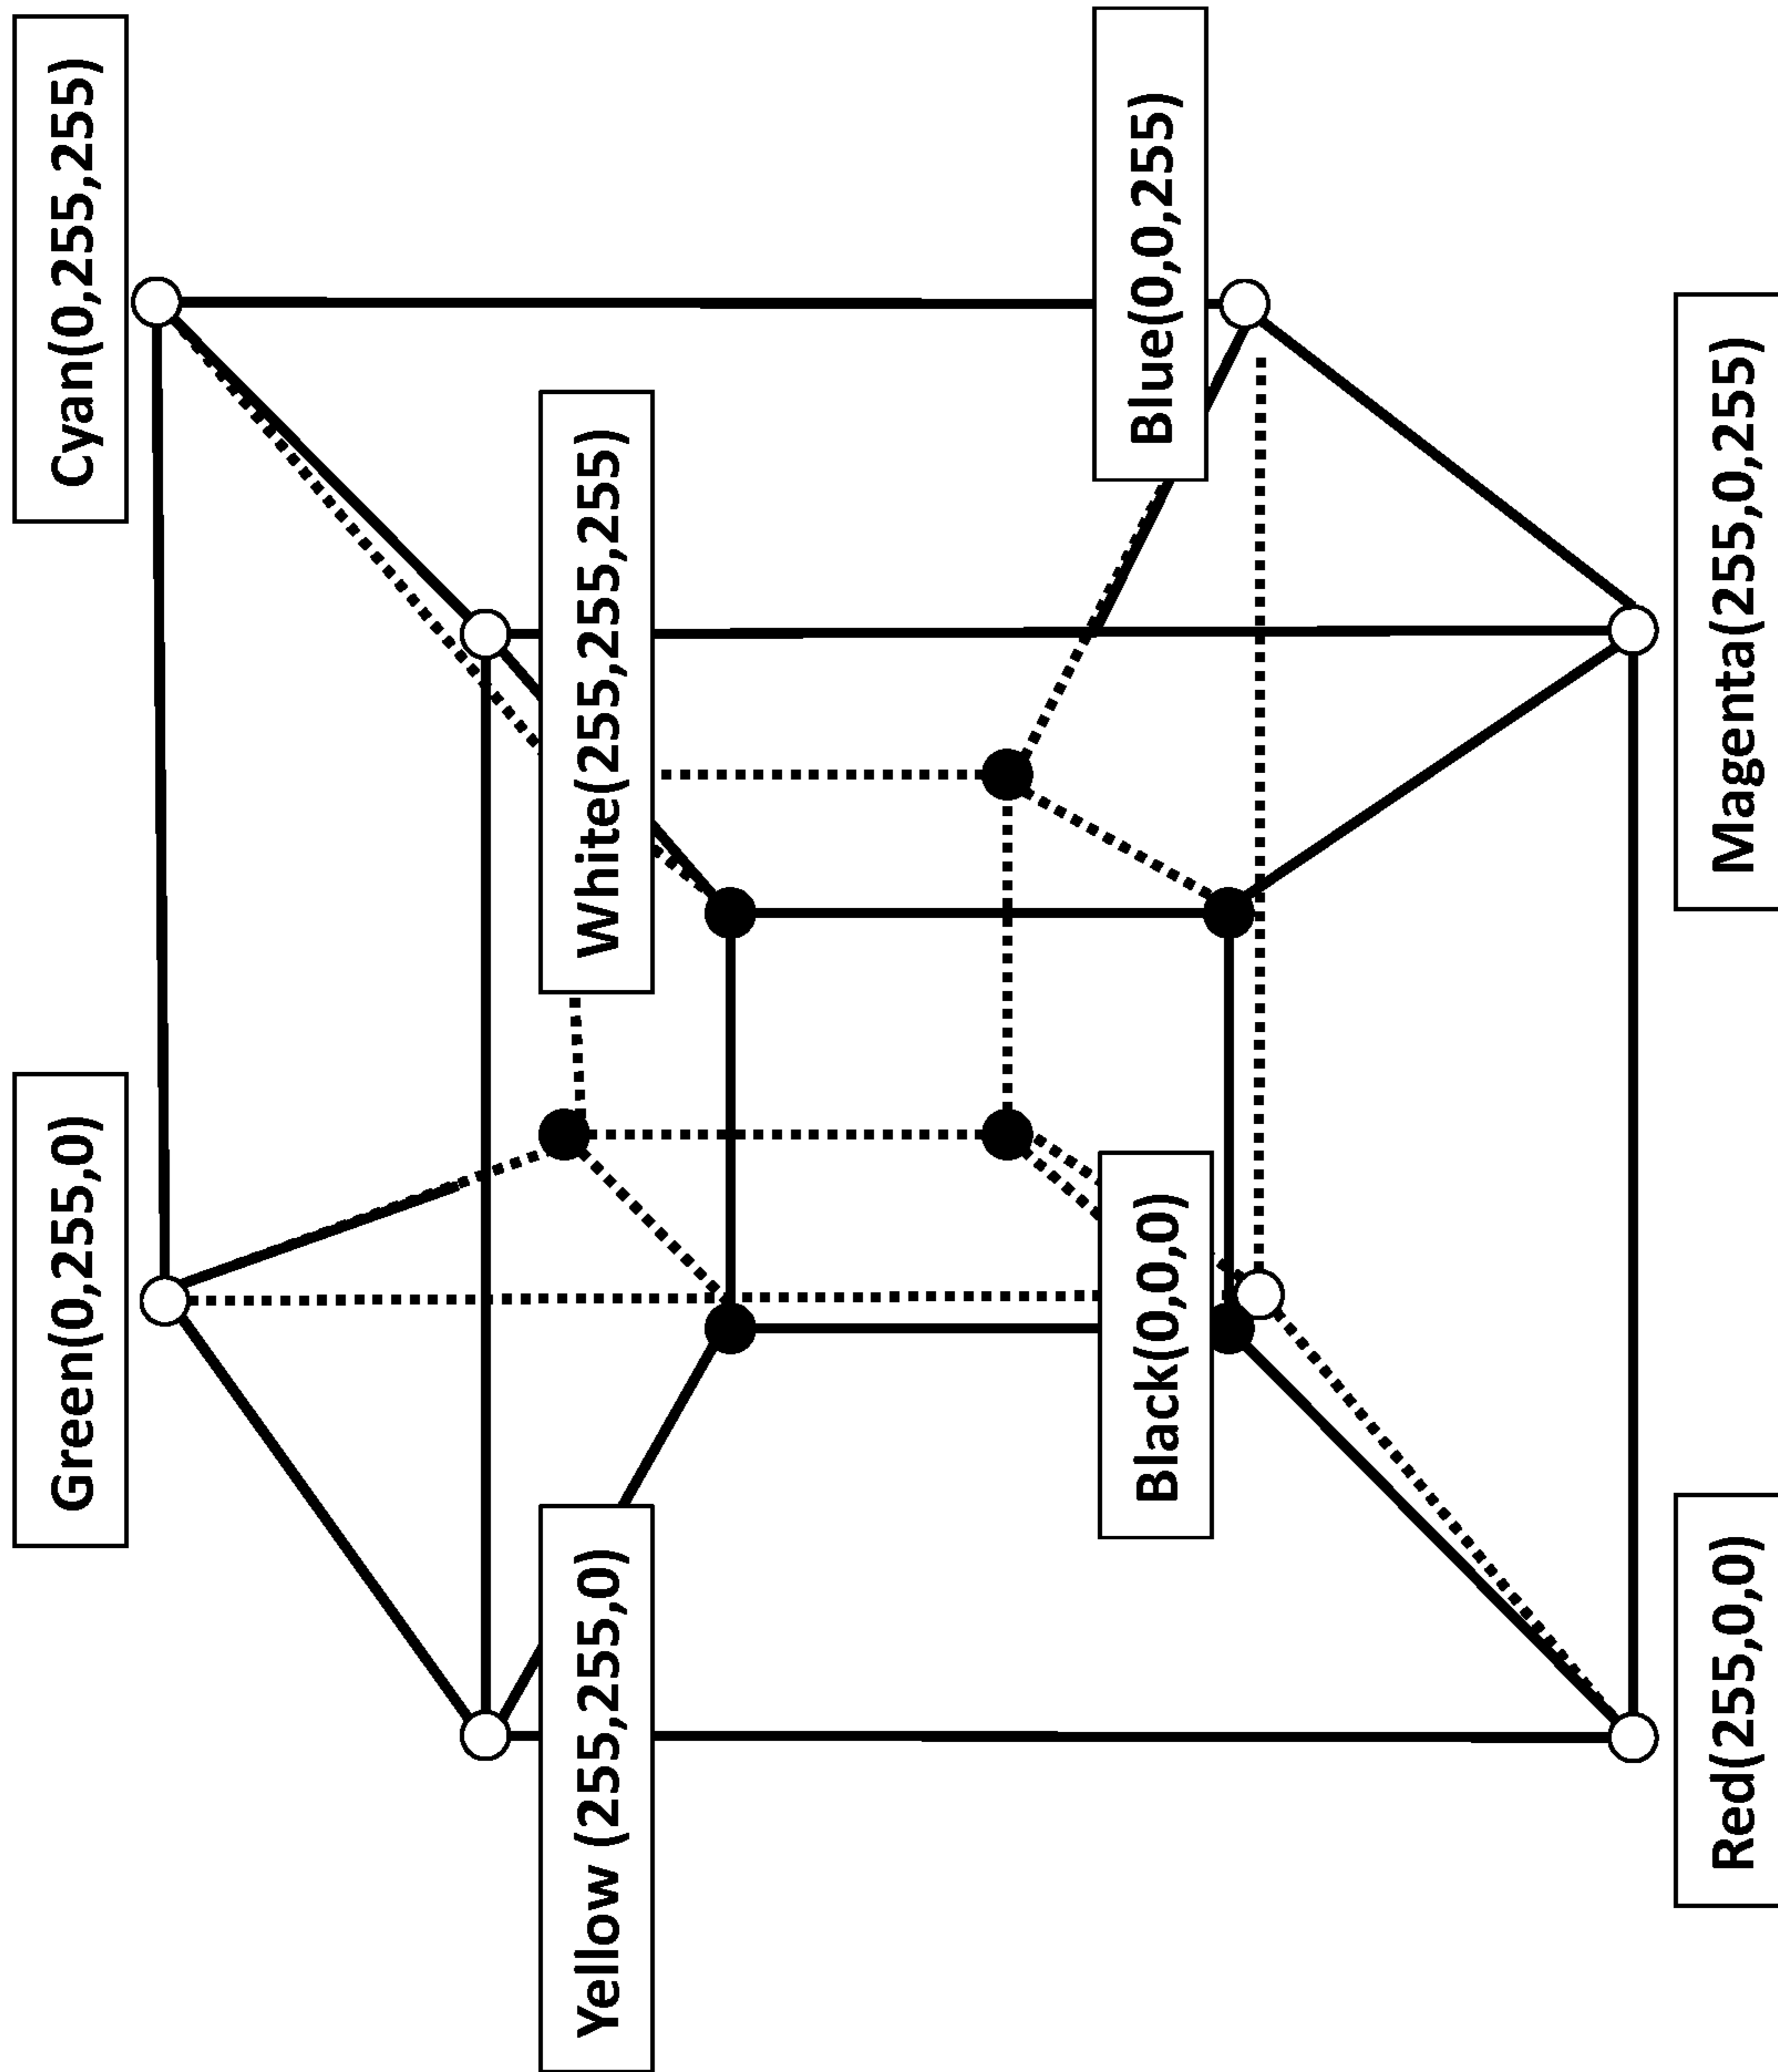 Green(0,255,0)
Cyan(0,255,255)
Yellow (255,255,0)
White(255,255,255)
Black(0,0,0)
Blue(0,0,255)
Red(255,0,0)
Magenta(255,0,255)